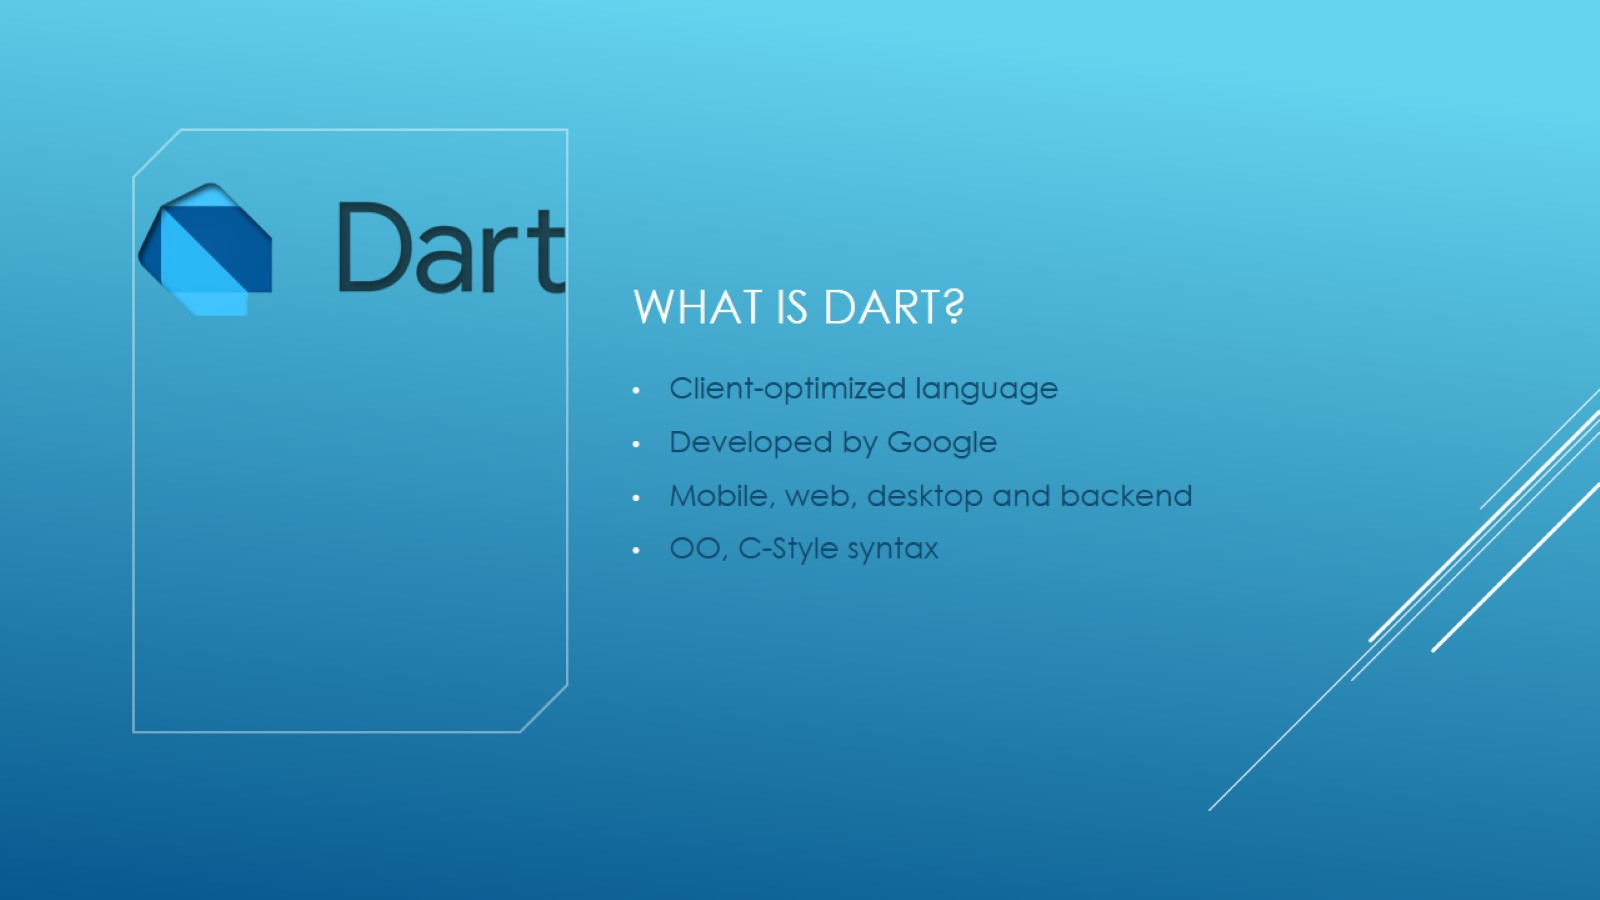 Dart
WHAT IS DART?
• Client-optimized language
• Developed by Google
• Mobile, web, desktop and backend
• OO, C-Style syntax